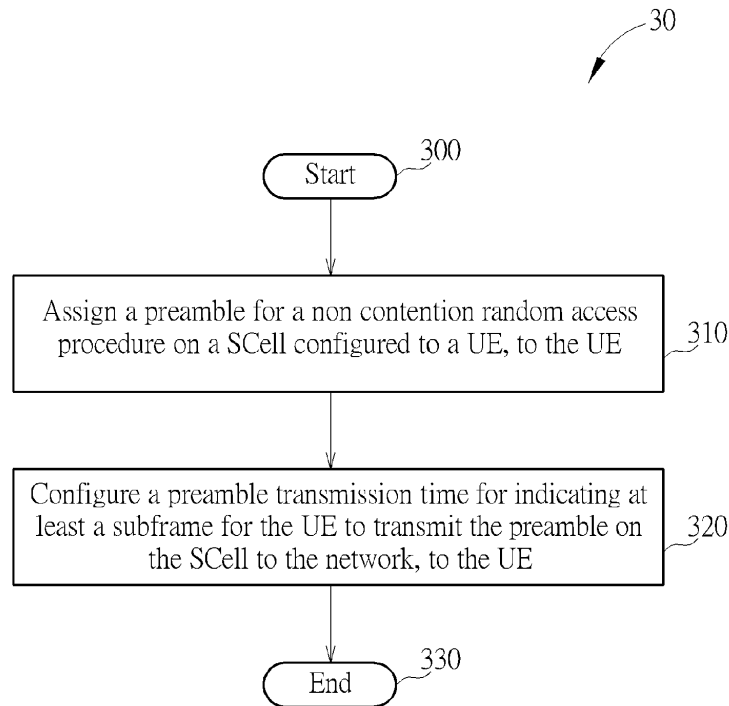 30
Start
300
Assign a preamble for a non contention random access
procedure on a SCell configured to a UE, to the UE
310
Configure a preamble transmission time for indicating at
least a subframe for the UE to transmit the preamble on
the SCell to the network, to the UE
320
End
330